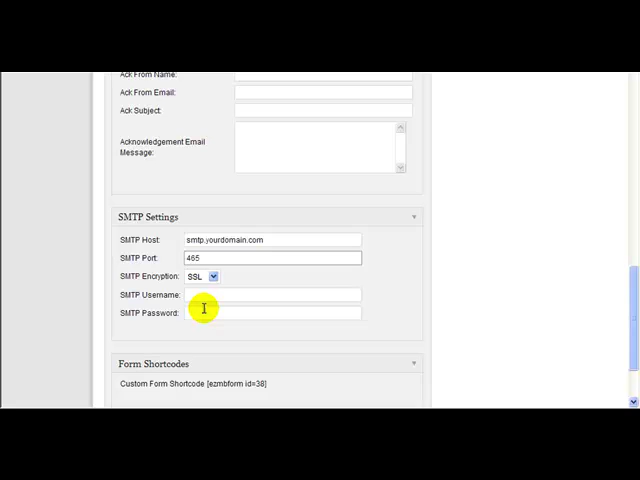 Ack From Name:
Ack From Email:
Ack Subject:
Acknowledgement Email
Message:
SMTP Settings
SMTP Host: smtp.yourdomain.com
SMTP Port: 465
SMTP Encryption: SSL
SMTP Username:
SMTP Password:
Form Shortcodes
Custom Form Shortcode [ezmbform id=38]